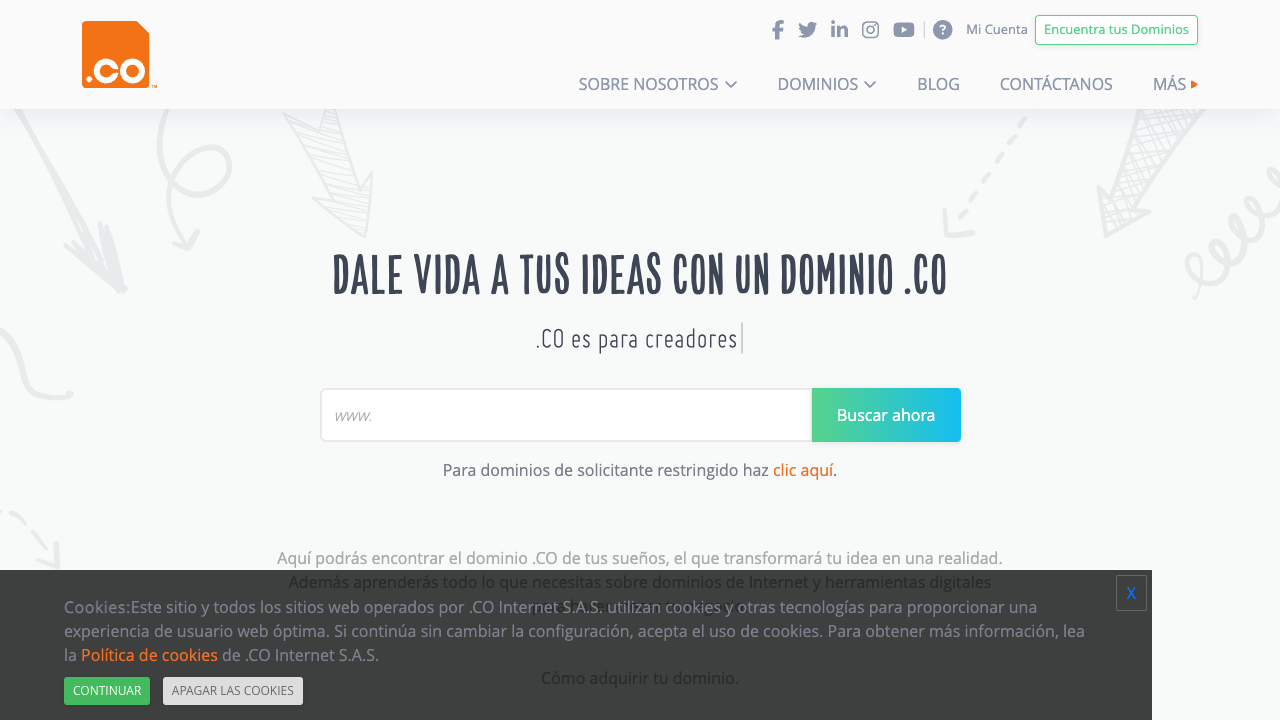 .CO™
Mi Cuenta
Encuentra tus Dominios
SOBRE NOSOTROS
DOMINIOS
BLOG
CONTÁCTANOS
MÁS
DALE VIDA A TUS IDEAS CON UN DOMINIO .CO
.CO es para creadores
www.
Buscar ahora
Para dominios de solicitante restringido haz clic aquí.
Aquí podrás encontrar el dominio .CO de tus sueños, el que transformará tu idea en una realidad.
Además aprenderás todo lo que necesitas sobre dominios de Internet y herramientas digitales
X
Cookies:Este sitio y todos los sitios web operados por .CO Internet S.A.S. utilizan cookies y otras tecnologías para proporcionar una
experiencia de usuario web óptima. Si continúa sin cambiar la configuración, acepta el uso de cookies. Para obtener más información, lea
la Política de cookies de .CO Internet S.A.S.
Cómo adquirir tu dominio.
CONTINUAR
APAGAR LAS COOKIES